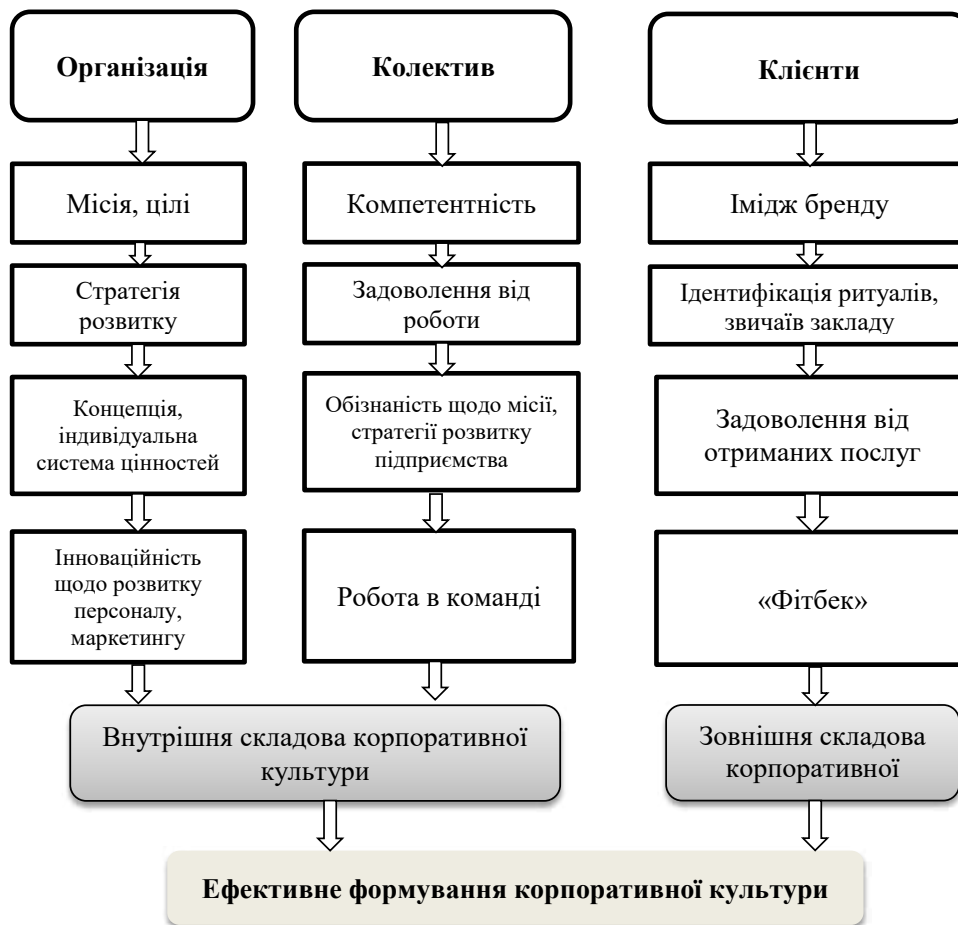 Організація
Колектив
Клієнти
Місія, цілі
Компетентність
Імідж бренду
Стратегія
розвитку
Задоволення від
роботи
Ідентифікація ритуалів,
звичаїв закладу
Концепція,
індивідуальна
система цінностей
Обізнаність щодо місії,
стратегії розвитку
підприємства
Задоволення від
отриманих послуг
Інноваційність
щодо розвитку
персоналу,
маркетингу
Робота в команді
«Фітбек»
Внутрішня складова корпоративної
культури
Зовнішня складова
корпоративної
Ефективне формування корпоративної культури